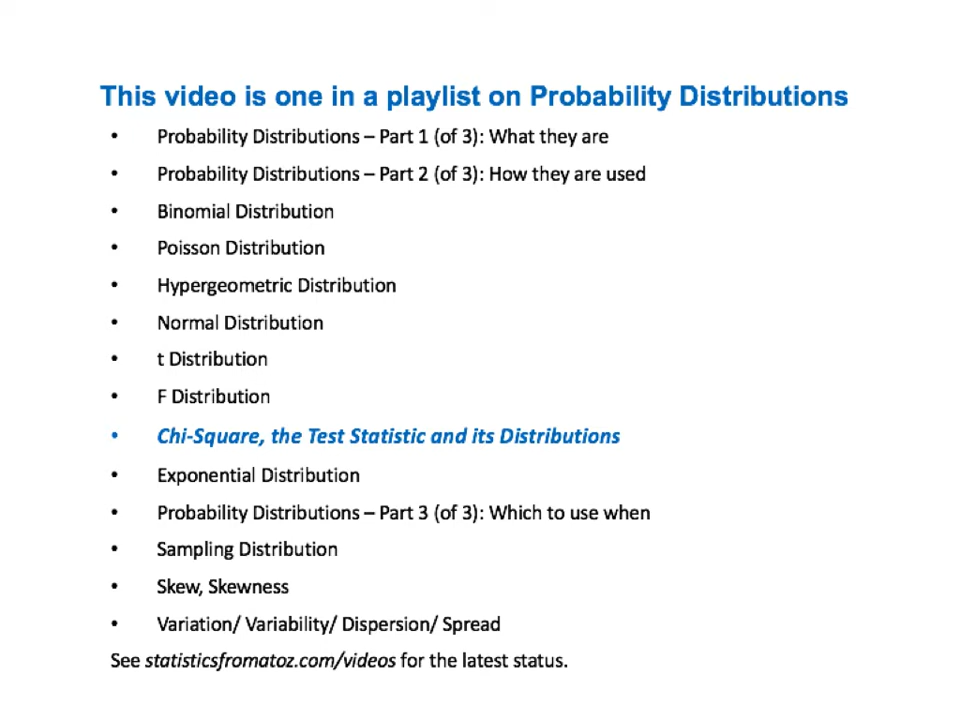 This video is one in a playlist on Probability Distributions
• Probability Distributions – Part 1 (of 3): What they are
• Probability Distributions – Part 2 (of 3): How they are used
• Binomial Distribution
• Poisson Distribution
• Hypergeometric Distribution
• Normal Distribution
• t Distribution
• F Distribution
• Chi-Square, the Test Statistic and its Distributions
• Exponential Distribution
• Probability Distributions – Part 3 (of 3): Which to use when
• Sampling Distribution
• Skew, Skewness
• Variation/ Variability/ Dispersion/ Spread
See statisticsfromatoz.com/videos for the latest status.